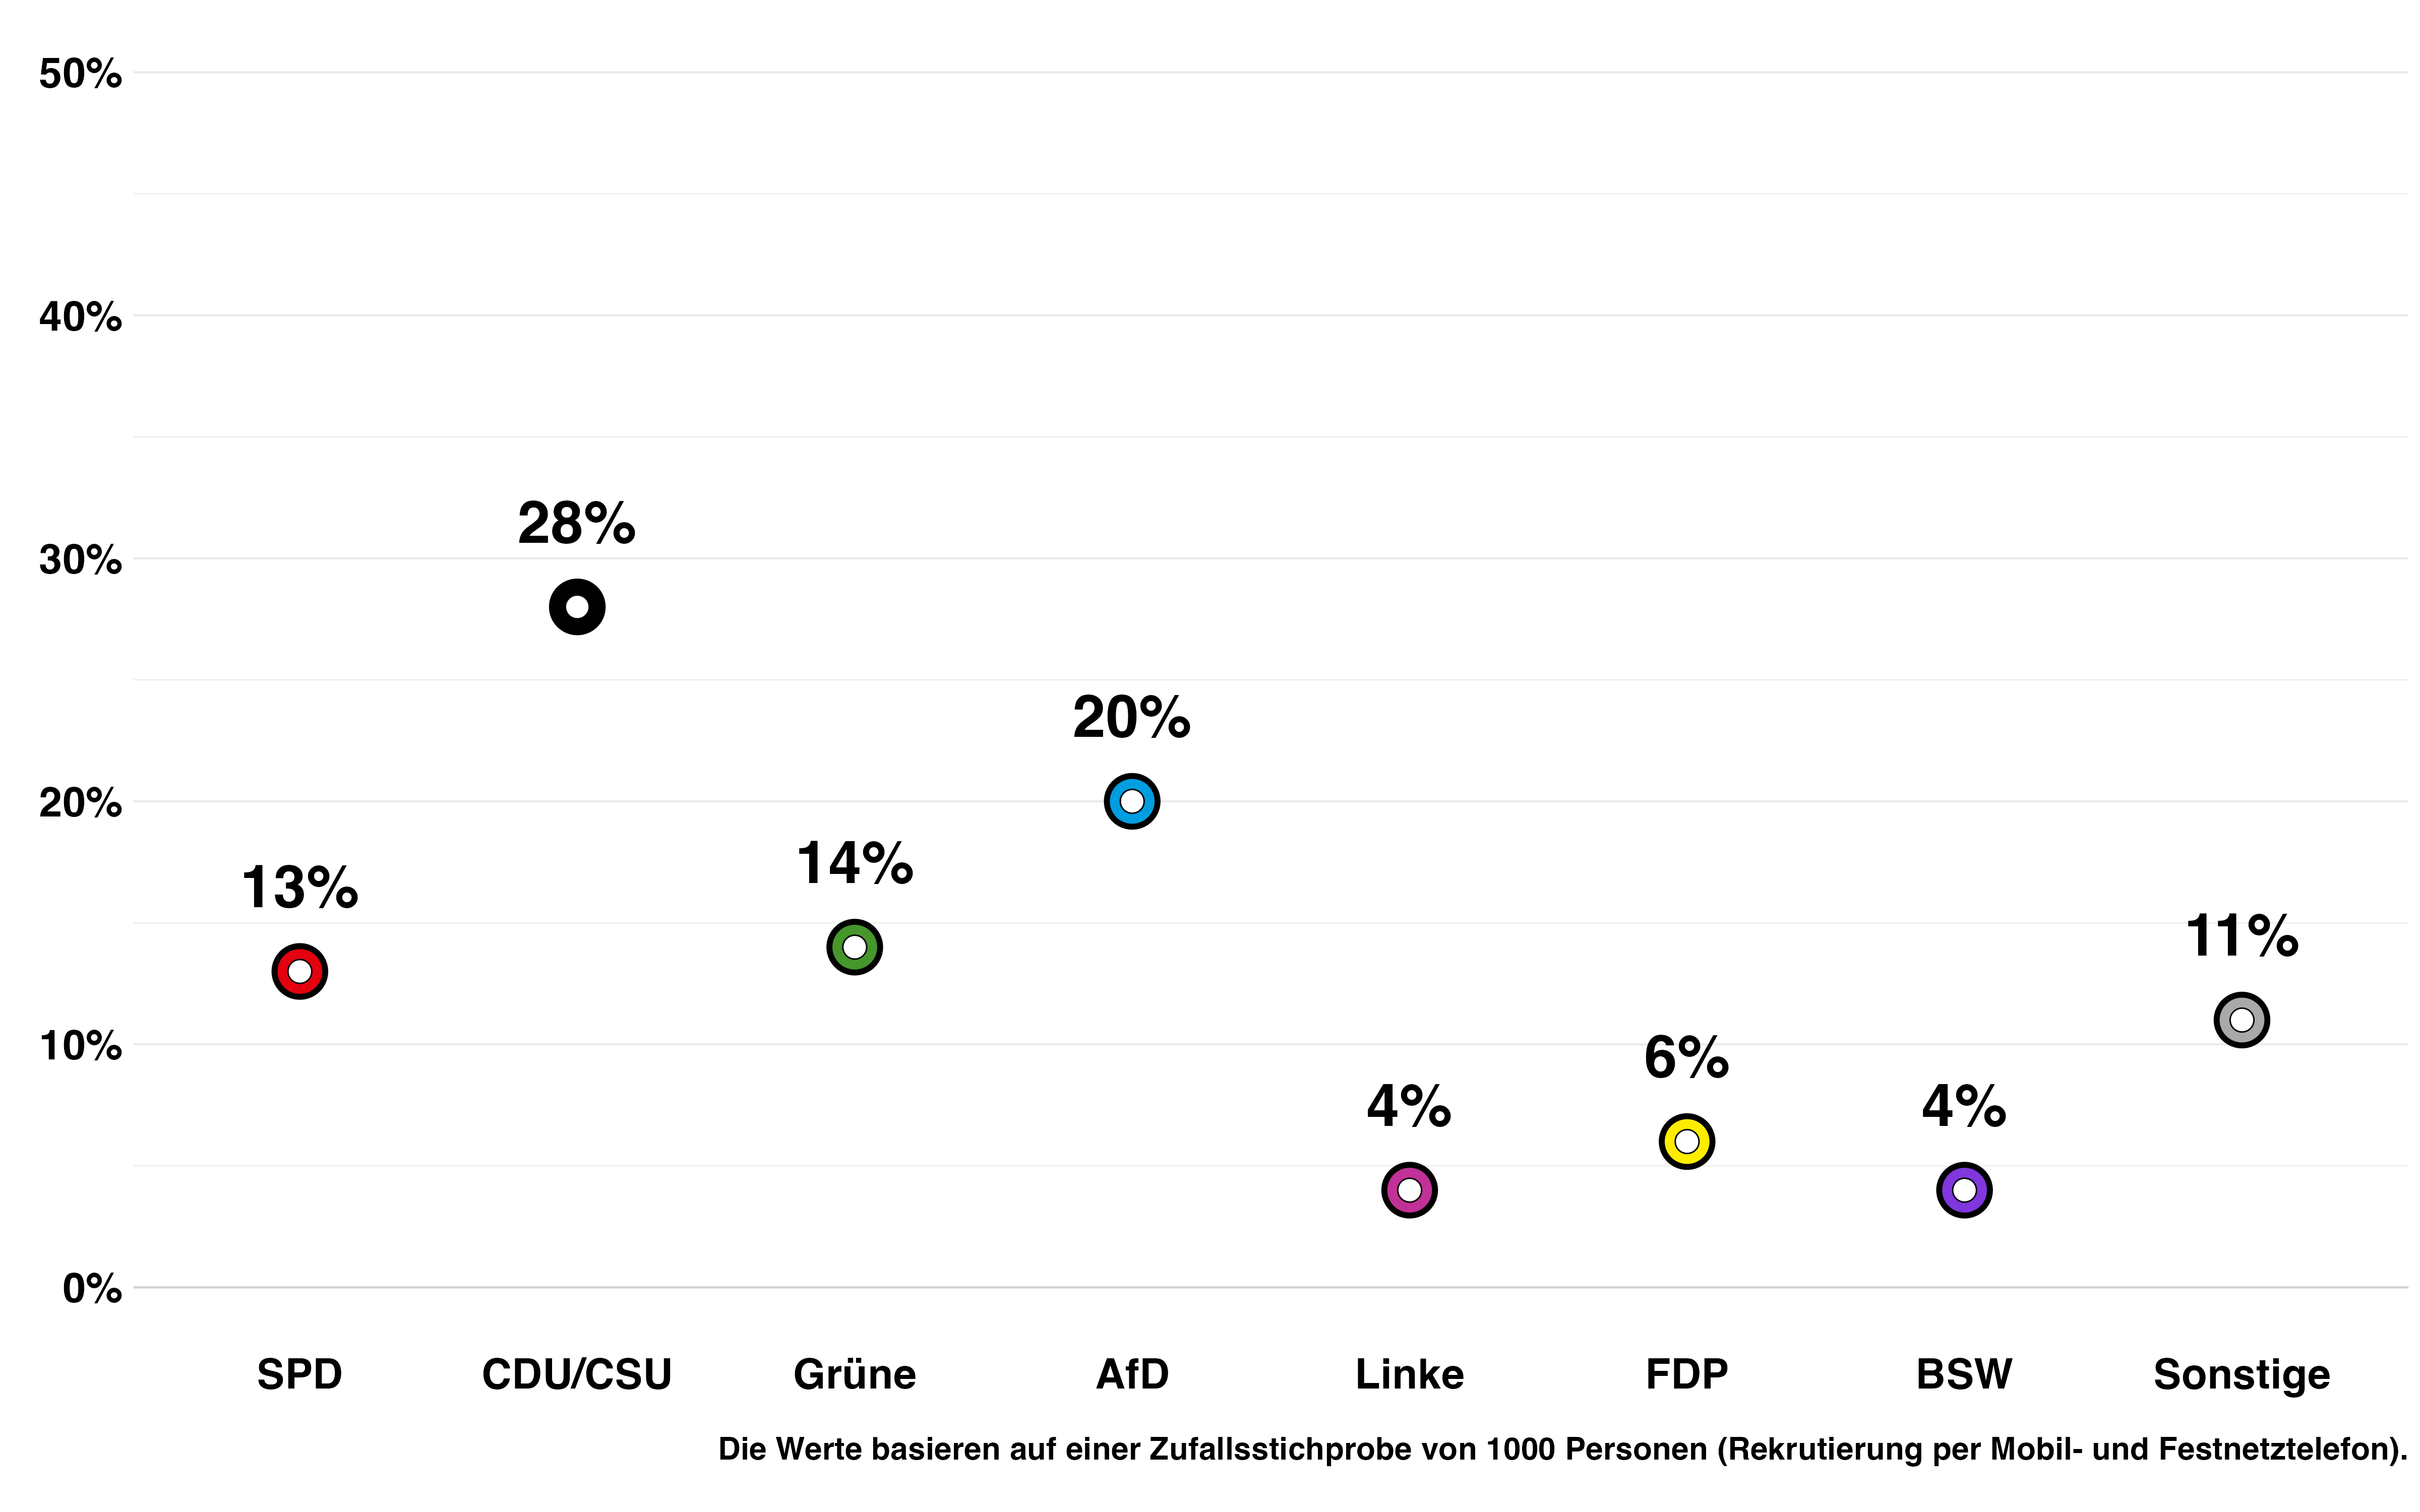 50%
40%
30%
20%
10%
0%
13%
28%
14%
20%
4%
6%
4%
11%
SPD
CDU/CSU
Grüne
AfD
Linke
FDP
BSW
Sonstige
Die Werte basieren auf einer Zufallsstichprobe von 1000 Personen (Rekrutierung per Mobil- und Festnetztelefon).